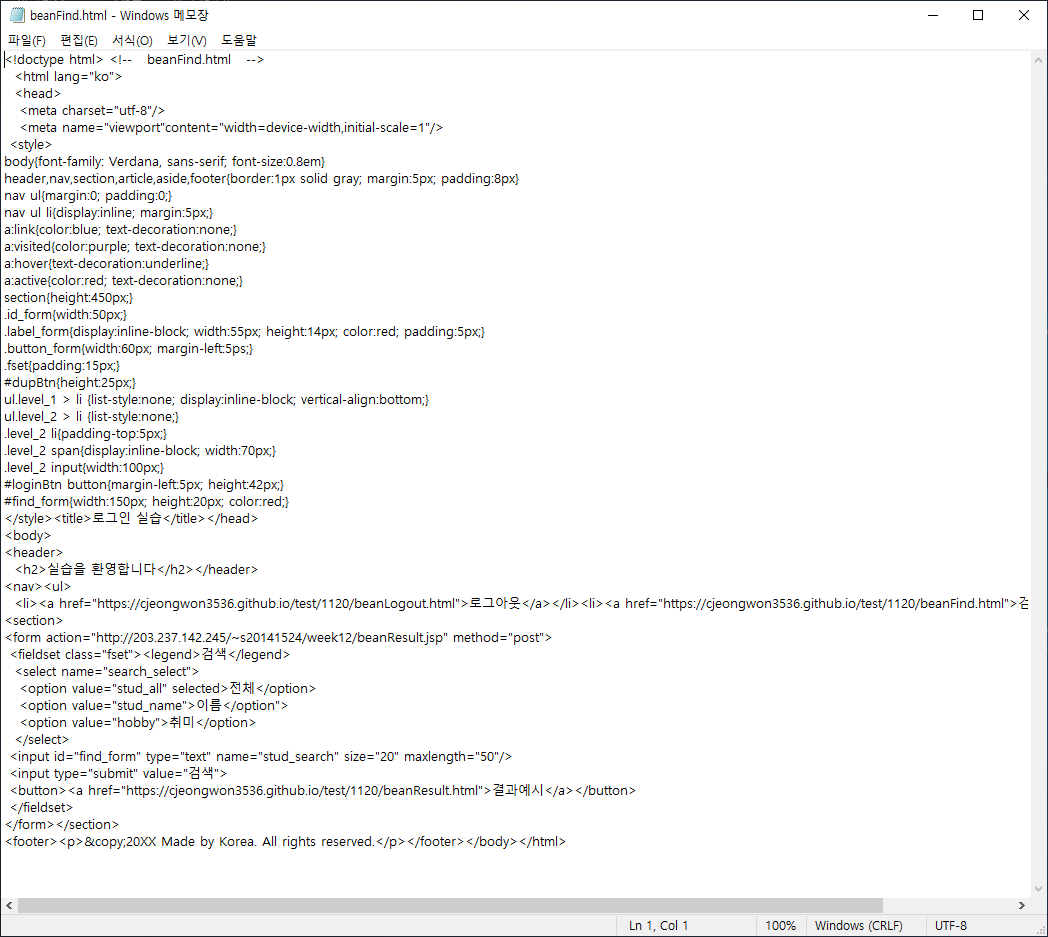 beanFind.html - Windows 메모장
파일(F) 편집(E) 서식(O) 보기(V) 도움말
<!doctype html> <!-- beanFind.html -->
<html lang="ko">
<head>
<meta charset="utf-8"/>
<meta name="viewport"content="width=device-width,initial-scale=1"/>
<style>
body{font-family: Verdana, sans-serif; font-size:0.8em}
header,nav,section,article,aside,footer{border:1px solid gray; margin:5px; padding:8px}
nav ul{margin:0; padding:0;}
nav ul li{display:inline; margin:5px;}
a:link{color:blue; text-decoration:none;}
a:visited{color:purple; text-decoration:none;}
a:hover{text-decoration:underline;}
a:active{color:red; text-decoration:none;}
section{height:450px;}
.id_form{width:50px;}
.label_form{display:inline-block; width:55px; height:14px; color:red; padding:5px;}
.button_form{width:60px; margin-left:5ps;}
.fset{padding:15px;}
#dupBtn{height:25px;}
ul.level_1 > li {list-style:none; display:inline-block; vertical-align:bottom;}
ul.level_2 > li {list-style:none;}
.level_2 li{padding-top:5px;}
.level_2 span{display:inline-block; width:70px;}
.level_2 input{width:100px;}
#loginBtn button{margin-left:5px; height:42px;}
#find_form{width:150px; height:20px; color:red;}
</style><title>로그인 실습</title></head>
<body>
<header>
<h2>실습을 환영합니다</h2></header>
<nav><ul>
<li><a href="https://cjeongwon3536.github.io/test/1120/beanLogout.html">로그아웃</a></li><li><a href="https://cjeongwon3536.github.io/test/1120/beanFind.html">검
<section>
<form action="http://203.237.142.245/~s20141524/week12/beanResult.jsp" method="post">
<fieldset class="fset"><legend>검색</legend>
<select name="search_select">
<option value="stud_all" selected>전체</option>
<option value="stud_name">이름</option">
<option value="hobby">취미</option>
</select>
<input id="find_form" type="text" name="stud_search" size="20" maxlength="50"/>
<input type="submit" value="검색">
<button><a href="https://cjeongwon3536.github.io/test/1120/beanResult.html">결과예시</a></button>
</fieldset>
</form></section>
<footer><p>&copy;20XX Made by Korea. All rights reserved.</p></footer></body></html>
Ln 1, Col 1 100% Windows (CRLF) UTF-8